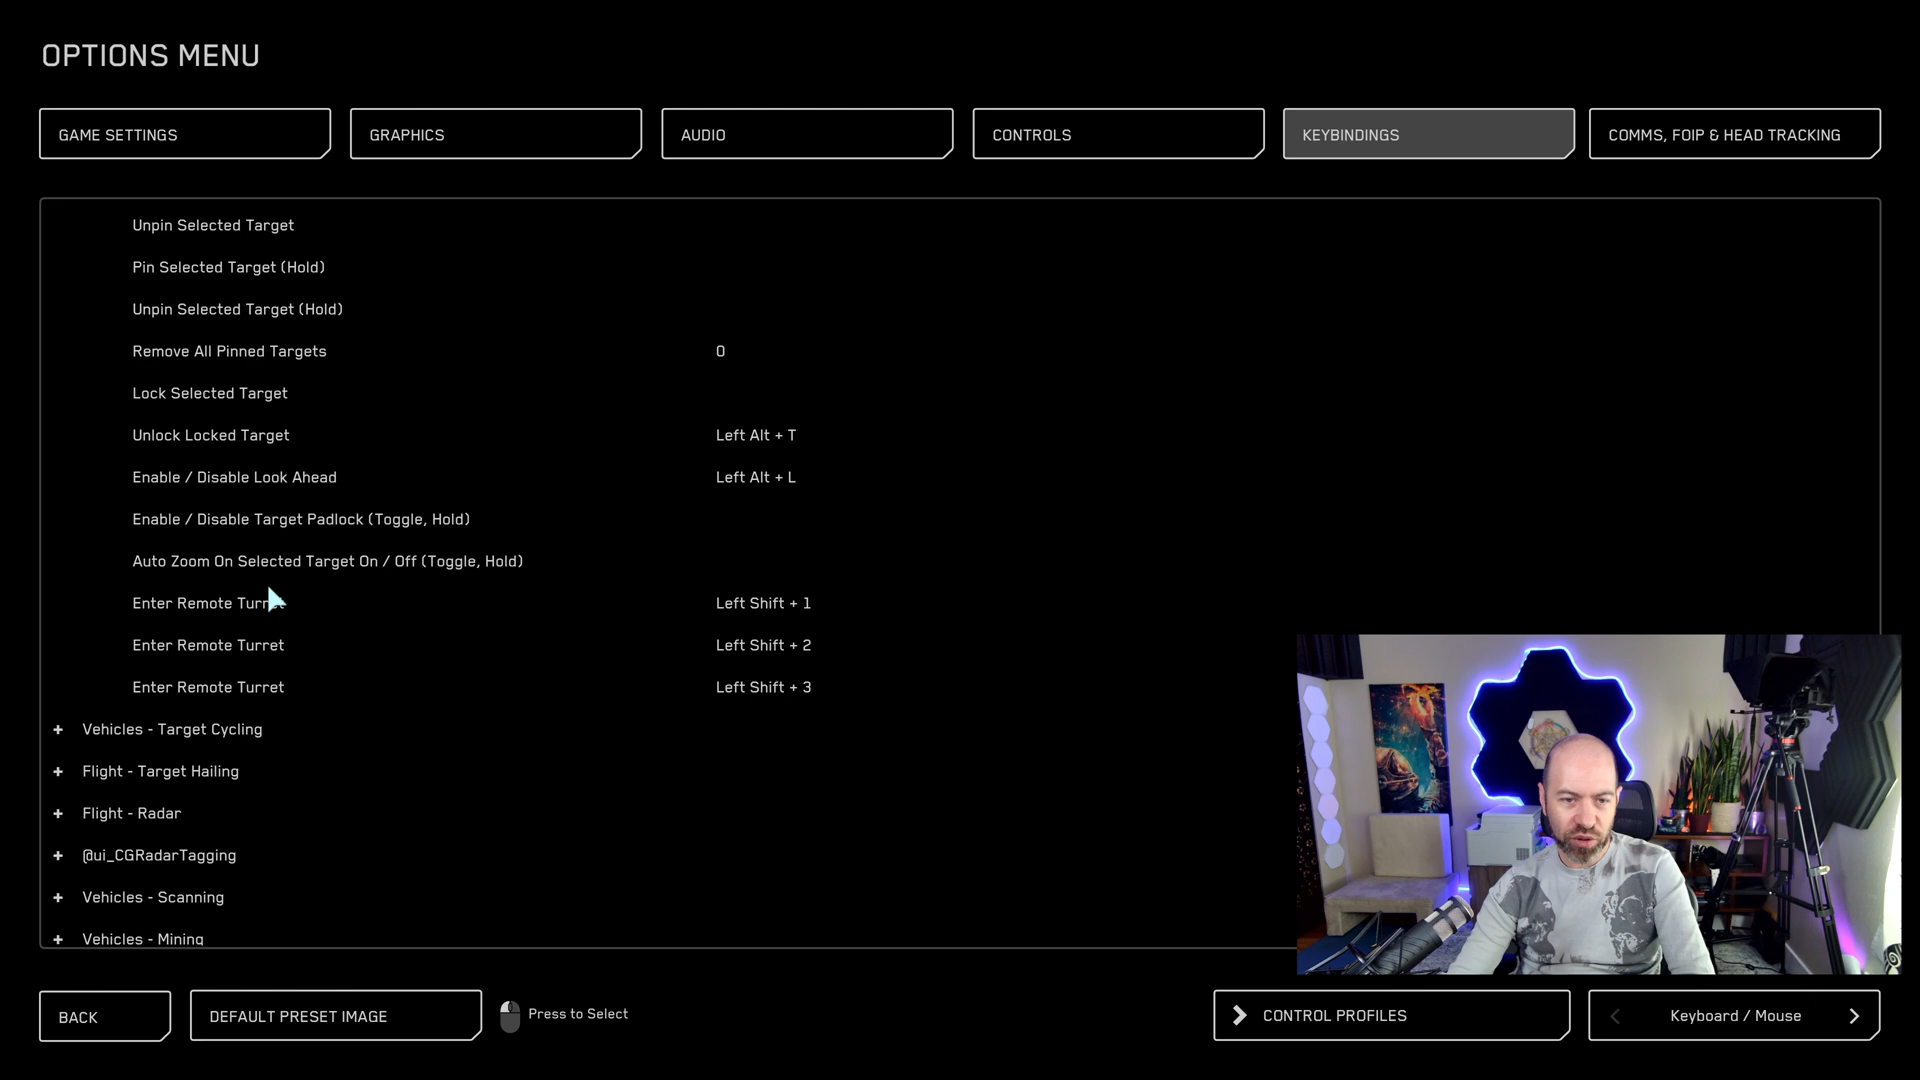 OPTIONS MENU
GAME SETTINGS
GRAPHICS
AUDIO
CONTROLS
KEYBINDINGS
COMMS, FOIP & HEAD TRACKING
Unpin Selected Target
Pin Selected Target (Hold)
Unpin Selected Target (Hold)
Remove All Pinned Targets 0
Lock Selected Target
Unlock Locked Target Left Alt + T
Enable / Disable Look Ahead Left Alt + L
Enable / Disable Target Padlock (Toggle, Hold)
Auto Zoom On Selected Target On / Off (Toggle, Hold)
Enter Remote Turret Left Shift + 1
Enter Remote Turret Left Shift + 2
Enter Remote Turret Left Shift + 3
+ Vehicles - Target Cycling
+ Flight - Target Hailing
+ Flight - Radar
+ @ui_CGRadarTagging
+ Vehicles - Scanning
+ Vehicles - Mining
BACK
DEFAULT PRESET IMAGE
Press to Select
CONTROL PROFILES
Keyboard / Mouse